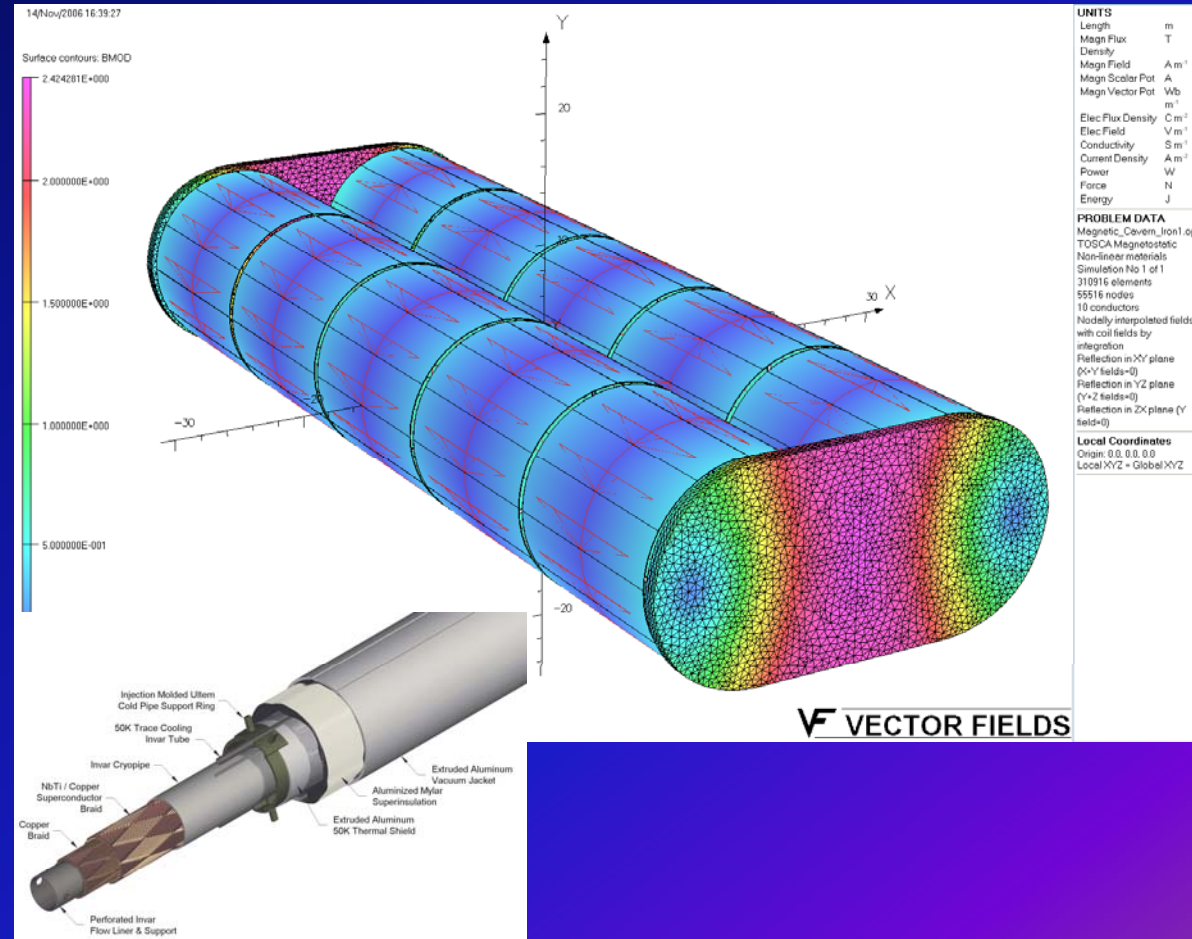 14/Nov/2006 16:39:27
Surface contours: BMOD
2.424281E+000
2.000000E+000
1.500000E+000
1.000000E+000
5.000000E-001
Y
20
10
30 X
-30
-20
-20
UNITS
Length m
Magn Flux T
Density
Magn Field A m⁻¹
Magn Scalar Pot A
Magn Vector Pot Wb
m⁻¹
Elec Flux Density C m⁻²
Elec Field V m⁻¹
Conductivity S m⁻¹
Current Density A m⁻²
Power W
Force N
Energy J
PROBLEM DATA
Magnetic_Cavern_Iron1.op
TOSCA Magnetostatic
Non-linear materials
Simulation No 1 of 1
310916 elements
55516 nodes
10 conductors
Nodally interpolated fields
with coil fields by
integration
Reflection in XY plane
(X+Y fields=0)
Reflection in YZ plane
(Y+Z fields=0)
Reflection in ZX plane (Y
field=0)
Local Coordinates
Origin: 0.0, 0.0, 0.0
Local XYZ = Global XYZ
VF VECTOR FIELDS
Injection Molded Ultem
Cold Pipe Support Ring
50K Trace Cooling
Invar Tube
Invar Cryopipe
NbTi / Copper
Superconductor
Braid
Copper
Braid
Perforated Invar
Flow Liner & Support
Extruded Aluminum
Vacuum Jacket
Aluminized Mylar
Superinsulation
Extruded Aluminum
50K Thermal Shield